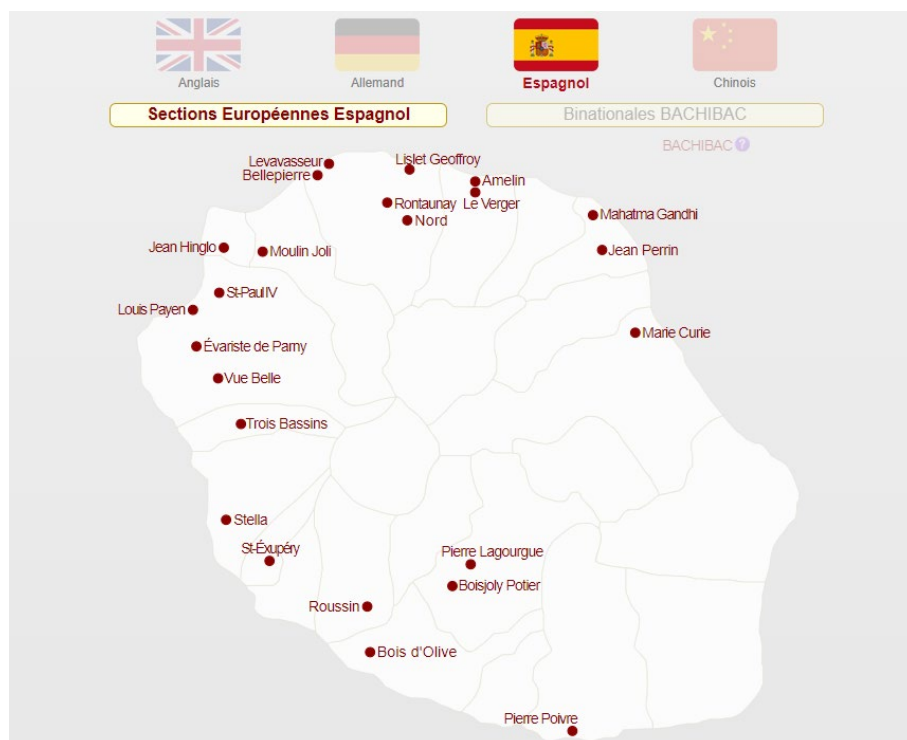 Anglais
Allemand
Espagnol
Chinois
Sections Européennes Espagnol
Binationales BACHIBAC
BACHIBAC ?
Levavasseur
Lislet Geoffroy
Bellepierre
Amelin
Rontaunay
Le Verger
Nord
Mahatma Gandhi
Jean Hinglo
Moulin Joli
Jean Perrin
St-Paul IV
Louis Payen
Marie Curie
Évariste de Parny
Vue Belle
Trois Bassins
Stella
St-Éxupéry
Pierre Lagourgue
Boisjoly Potier
Roussin
Bois d'Olive
Pierre Poivre